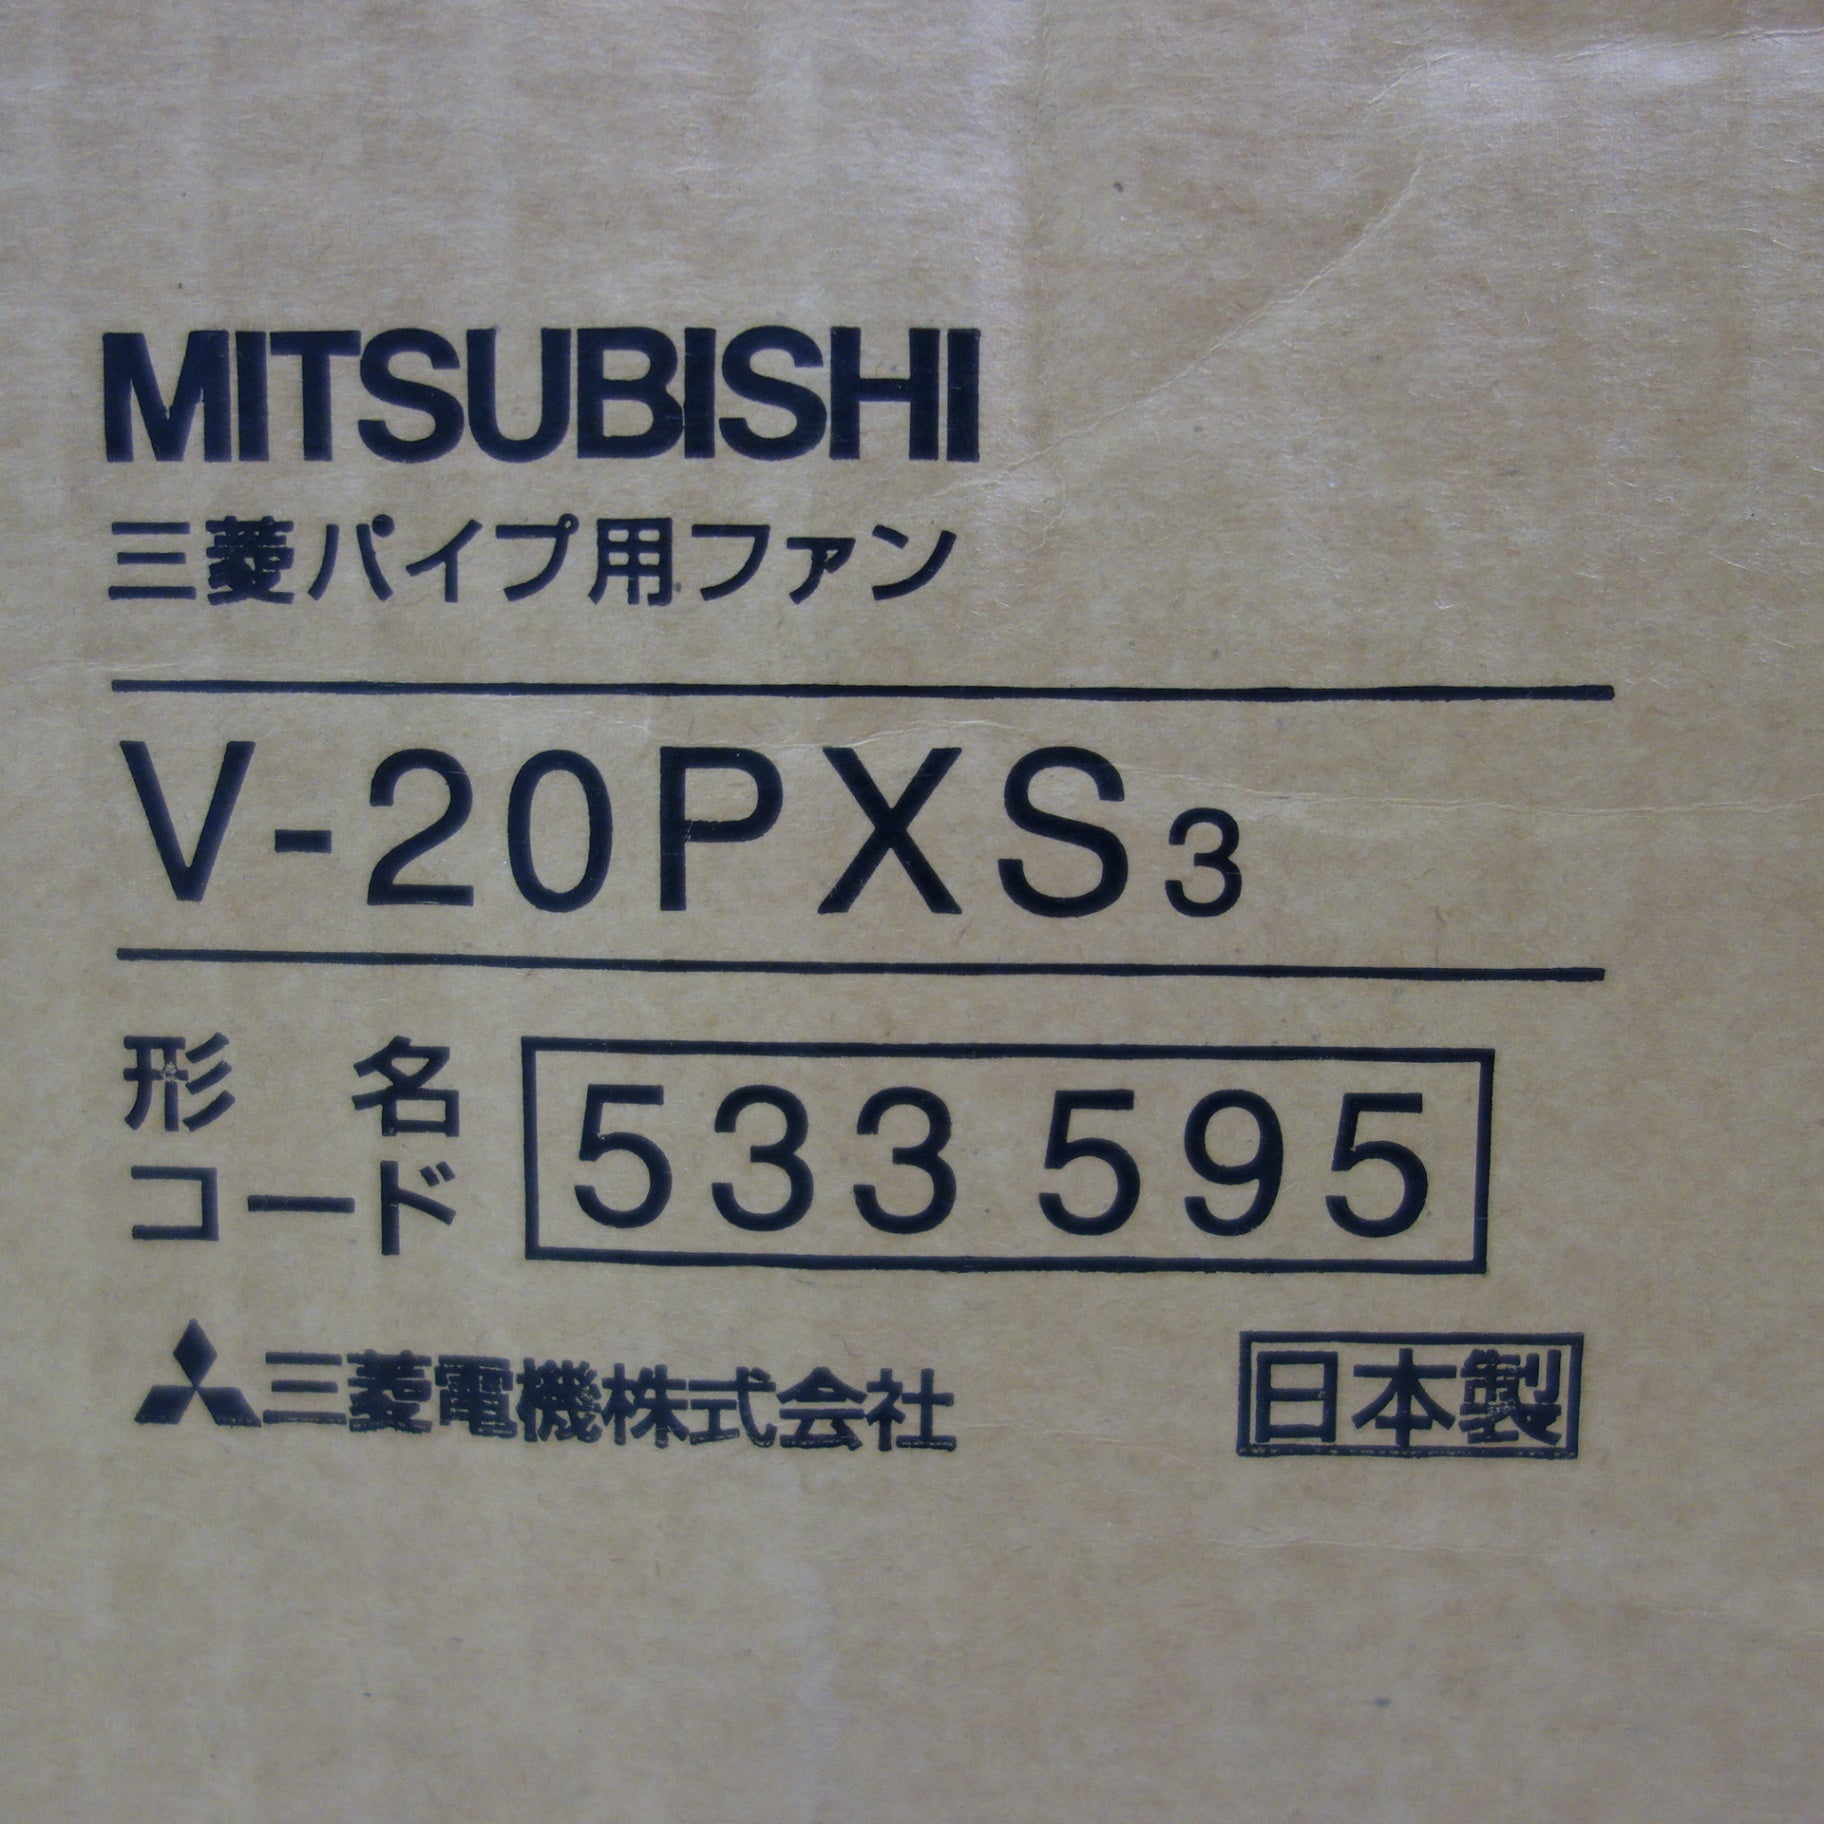 MITSUBISHI
三菱パイプ用ファン
V-20PXS3
形名
コード
533 595
三菱電機株式会社
日本製